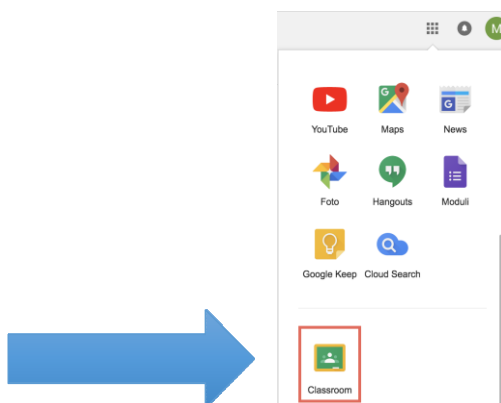 M
YouTube Maps News
Foto Hangouts Moduli
Google Keep Cloud Search
Classroom